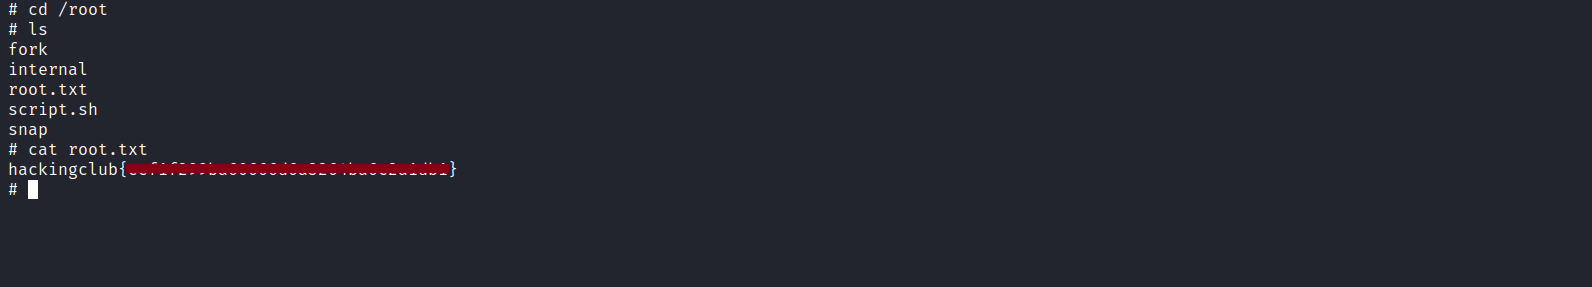 # cd /root
# ls
fork
internal
root.txt
script.sh
snap
# cat root.txt
hackingclub{}
#